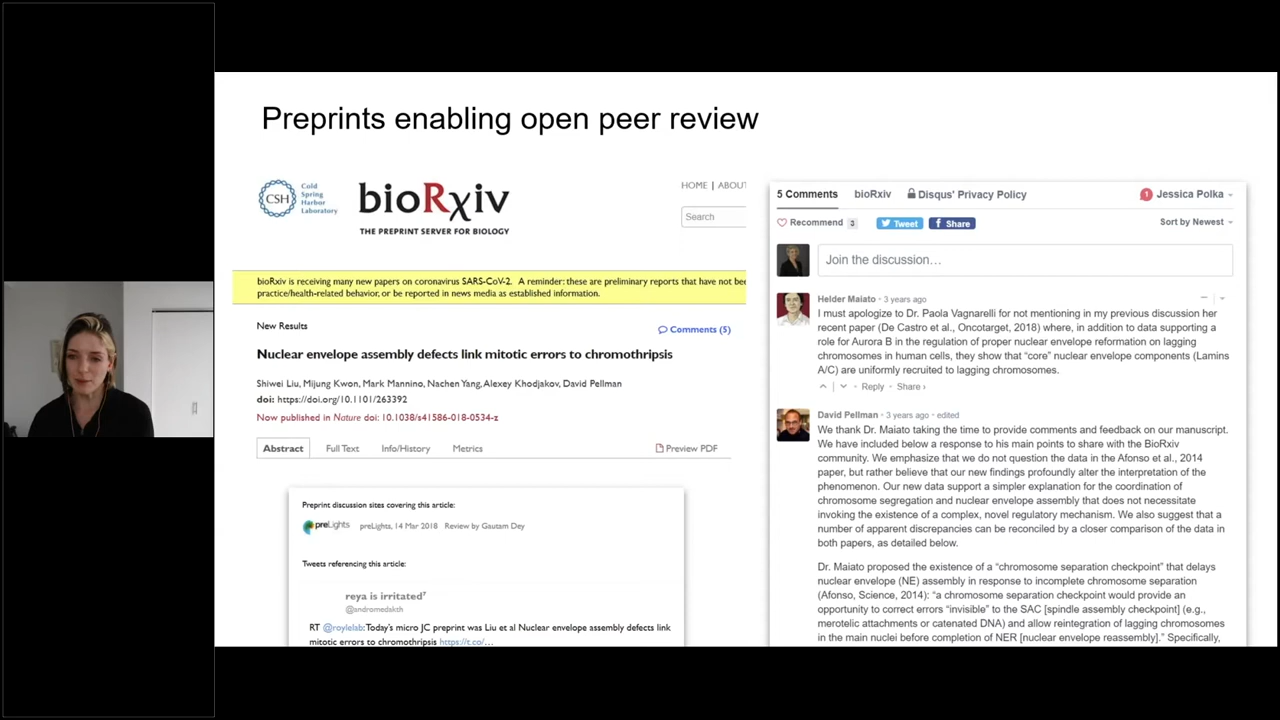 Preprints enabling open peer review
CSH
Cold
Spring
Harbor
Laboratory
bioRxiv
THE PREPRINT SERVER FOR BIOLOGY
HOME | ABOU
Search
bioRxiv is receiving many new papers on coronavirus SARS-CoV-2. A reminder: these are preliminary reports that have not bee
practice/health-related behavior, or be reported in news media as established information.
New Results
Comments (5)
Nuclear envelope assembly defects link mitotic errors to chromothripsis
Shiwei Liu, Mijung Kwon, Mark Mannino, Nachen Yang, Alexey Khodjakov, David Pellman
doi: https://doi.org/10.1101/263392
Now published in Nature doi: 10.1038/s41586-018-0534-z
Abstract Full Text Info/History Metrics Preview PDF
Preprint discussion sites covering this article:
preLights preLights, 14 Mar 2018 Review by Gautam Dey
Tweets referencing this article:
reya is irritated⁷
@sndromedakth
RT @roylelab: Today's micro JC preprint was Liu et al Nuclear envelope assembly defects link
mitotic errors to chromothripsis https://t.co/…
5 Comments bioRxiv Disqus' Privacy Policy 1 Jessica Polka
Recommend 3 Tweet Share Sort by Newest
Join the discussion…
Helder Maiato • 3 years ago
I must apologize to Dr. Paola Vagnarelli for not mentioning in my previous discussion her
recent paper (De Castro et al., Oncotarget, 2018) where, in addition to data supporting a
role for Aurora B in the regulation of proper nuclear envelope reformation on lagging
chromosomes in human cells, they show that “core” nuclear envelope components (Lamins
A/C) are uniformly recruited to lagging chromosomes.
• Reply • Share ›
David Pellman • 3 years ago • edited
We thank Dr. Maiato taking the time to provide comments and feedback on our manuscript.
We have included below a response to his main points to share with the BioRxiv
community. We emphasize that we do not question the data in the Afonso et al., 2014
paper, but rather believe that our new findings profoundly alter the interpretation of the
phenomenon. Our new data support a simpler explanation for the coordination of
chromosome segregation and nuclear envelope assembly that does not necessitate
invoking the existence of a complex, novel regulatory mechanism. We also suggest that a
number of apparent discrepancies can be reconciled by a closer comparison of the data in
both papers, as detailed below.
Dr. Maiato proposed the existence of a “chromosome separation checkpoint” that delays
nuclear envelope (NE) assembly in response to incomplete chromosome separation
(Afonso, Science, 2014): “a chromosome separation checkpoint would provide an
opportunity to correct errors “invisible” to the SAC [spindle assembly checkpoint] (e.g.,
merotelic attachments or catenated DNA) and allow reintegration of lagging chromosomes
in the main nuclei before completion of NER [nuclear envelope reassembly].” Specifically,